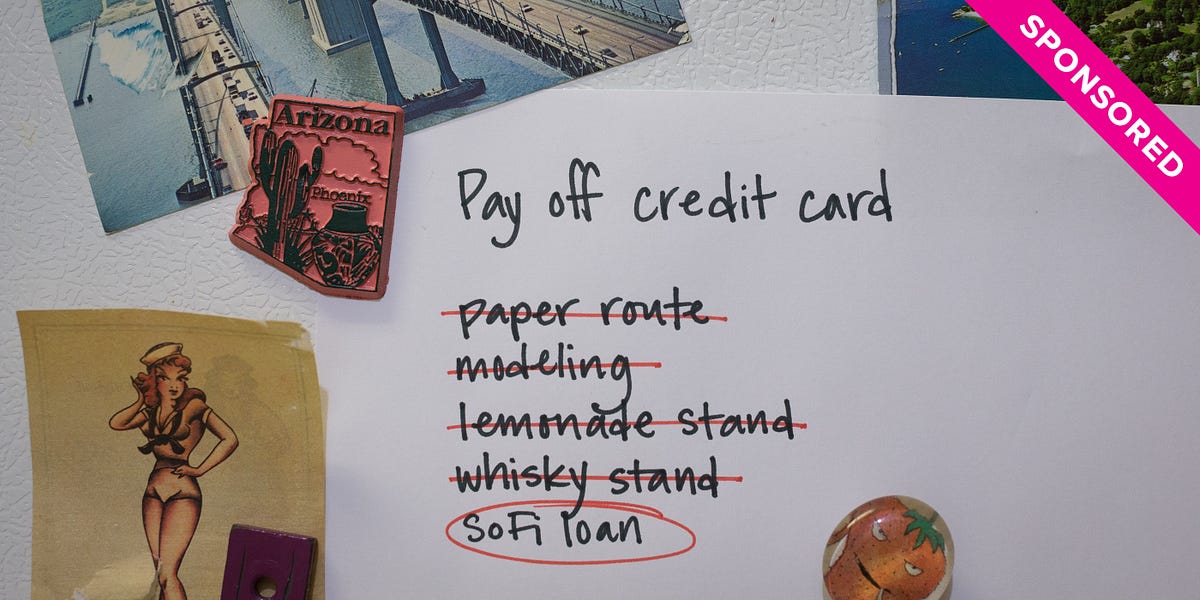 SPONSORED
Arizona
Phoenix
Pay off credit card
paper route
modeling
lemonade stand
whisky stand
SoFi loan